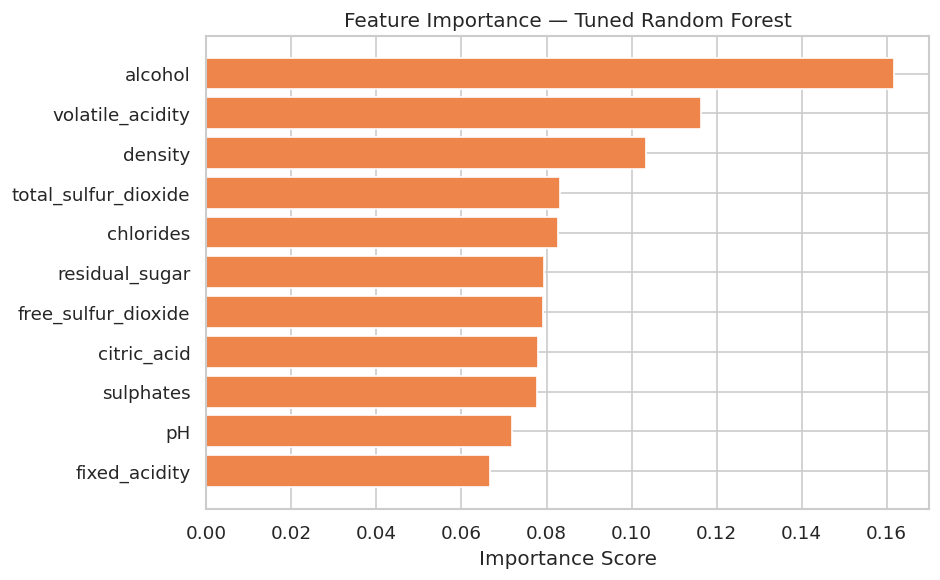 Feature Importance — Tuned Random Forest
alcohol
volatile_acidity
density
total_sulfur_dioxide
chlorides
residual_sugar
free_sulfur_dioxide
citric_acid
sulphates
pH
fixed_acidity
0.00 0.02 0.04 0.06 0.08 0.10 0.12 0.14 0.16
Importance Score